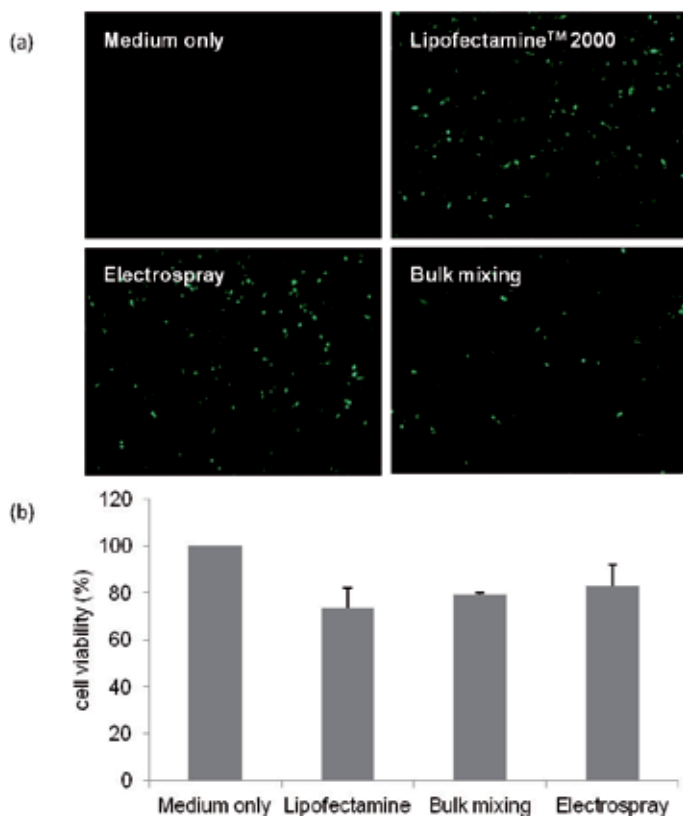 (a)
Medium only
Lipofectamine™ 2000
Electrospray
Bulk mixing
(b)
120
100
80
60
40
20
0
cell viability (%)
Medium only
Lipofectamine
Bulk mixing
Electrospray